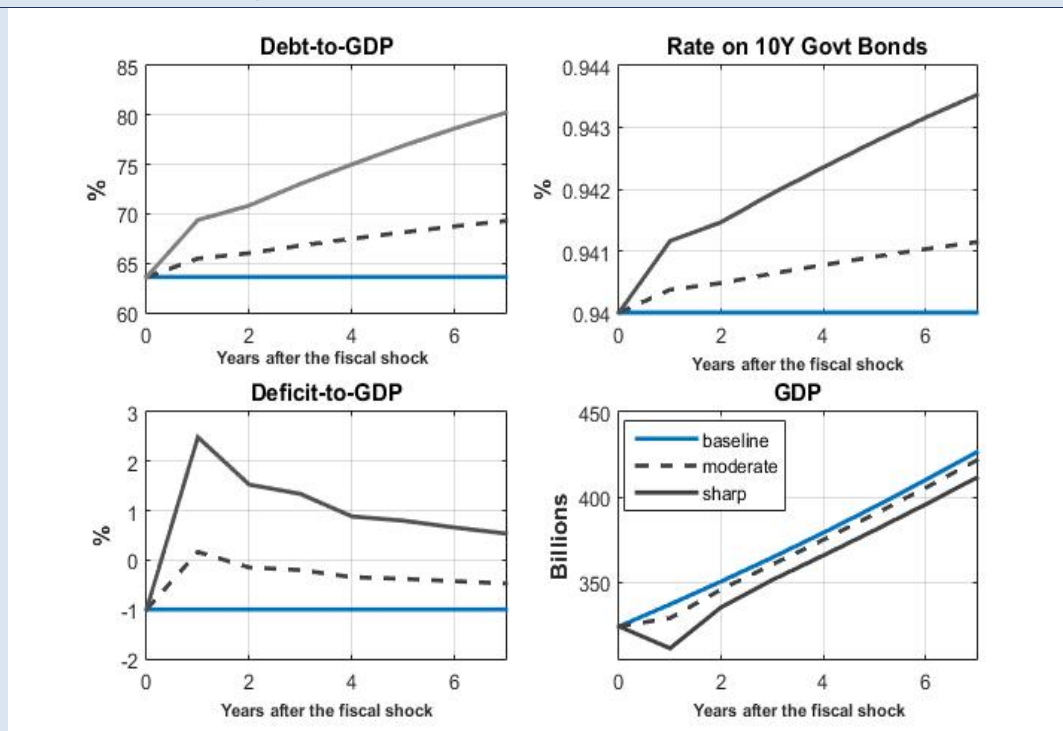 Debt-to-GDP
85
80
75
70
65
60
%
0 2 4 6
Years after the fiscal shock
Rate on 10Y Govt Bonds
0.944
0.943
0.942
0.941
0.94
%
0 2 4 6
Years after the fiscal shock
Deficit-to-GDP
3
2
1
0
-1
-2
%
0 2 4 6
Years after the fiscal shock
GDP
450
400
350
Billions
baseline
moderate
sharp
0 2 4 6
Years after the fiscal shock